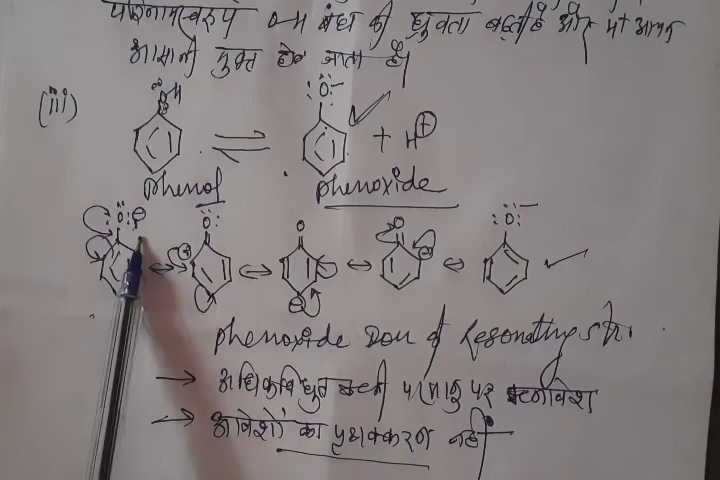 परिणामस्वरूप O-H बंध की ध्रुवता बढ़ती है और H+ आयन
आसानी मुक्त हो जाता है।
(iii)
phenol phenoxide
+ H⊕
phenoxide Ion of Resonating str.
→ अधिक विधुत ऋणी परमाणु पर ऋणावेश
→ आवेशों का पृथक्करण नहीं